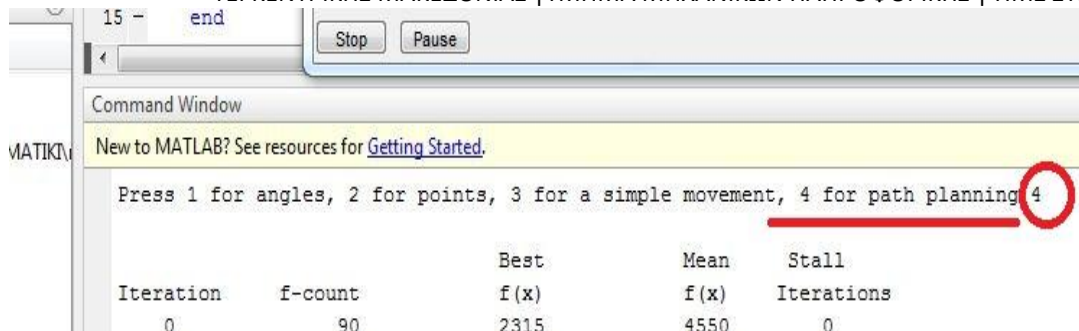 15 - end
Stop Pause
Command Window
New to MATLAB? See resources for Getting Started.
Press 1 for angles, 2 for points, 3 for a simple movement, 4 for path planning 4
Best Mean Stall
Iteration f-count f(x) f(x) Iterations
0 90 2315 4550 0